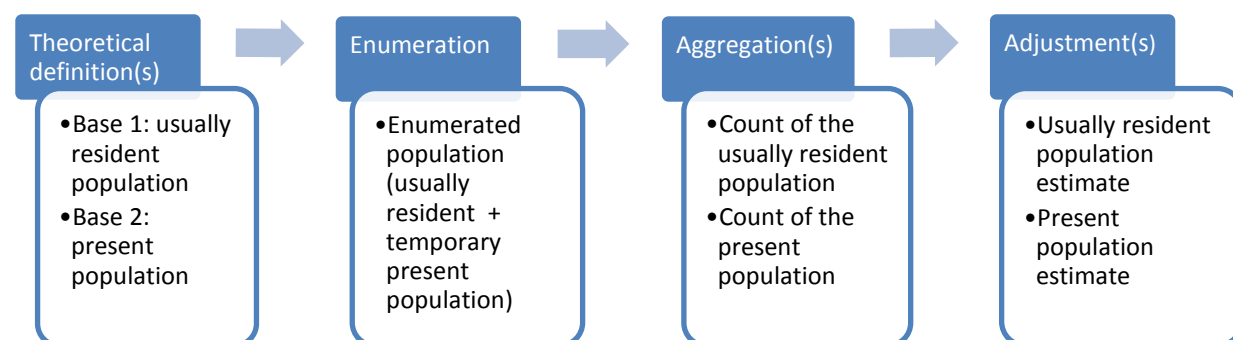 Theoretical
definition(s)
•Base 1: usually
resident
population
•Base 2:
present
population
Enumeration
•Enumerated
population
(usually
resident +
temporary
present
population)
Aggregation(s)
•Count of the
usually resident
population
•Count of the
present
population
Adjustment(s)
•Usually resident
population
estimate
•Present
population
estimate